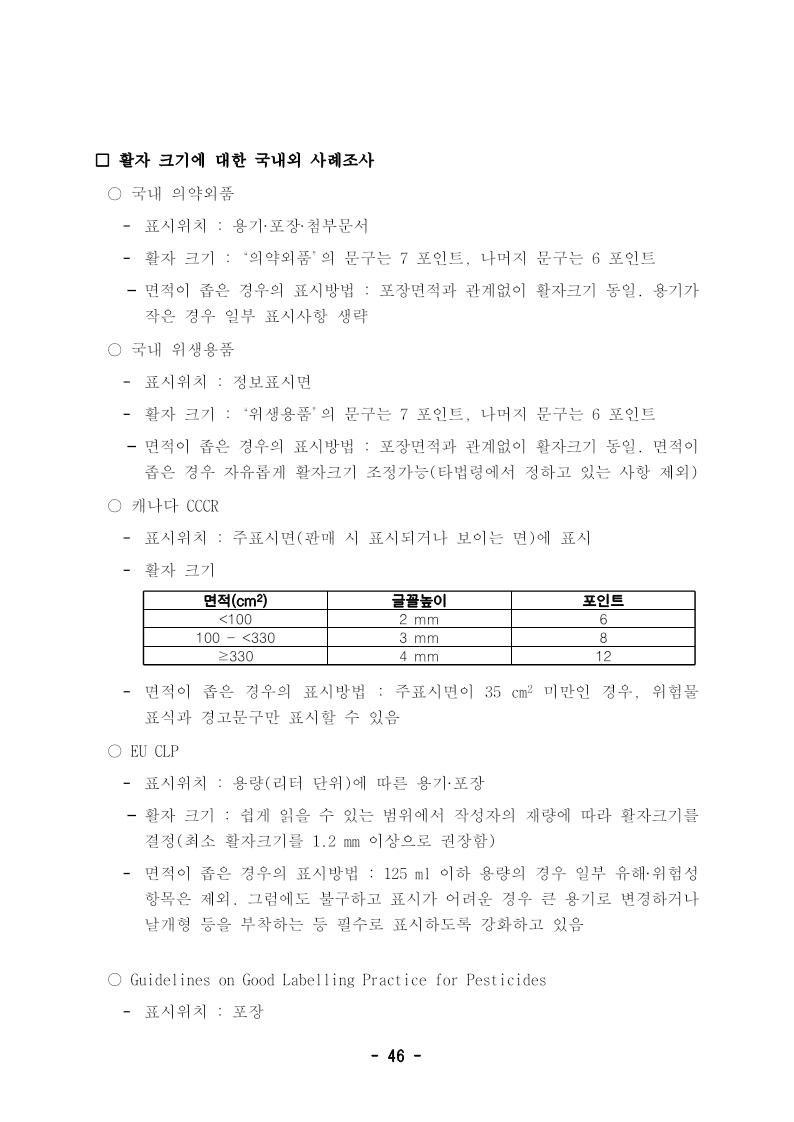 □ 활자 크기에 대한 국내외 사례조사
○ 국내 의약외품
- 표시위치 : 용기·포장·첨부문서
- 활자 크기 : ‘의약외품’의 문구는 7 포인트, 나머지 문구는 6 포인트
- 면적이 좁은 경우의 표시방법 : 포장면적과 관계없이 활자크기 동일. 용기가
작은 경우 일부 표시사항 생략
○ 국내 위생용품
- 표시위치 : 정보표시면
- 활자 크기 : ‘위생용품’의 문구는 7 포인트, 나머지 문구는 6 포인트
- 면적이 좁은 경우의 표시방법 : 포장면적과 관계없이 활자크기 동일. 면적이
좁은 경우 자유롭게 활자크기 조정가능(타법령에서 정하고 있는 사항 제외)
○ 캐나다 CCCR
- 표시위치 : 주표시면(판매 시 표시되거나 보이는 면)에 표시
- 활자 크기
면적(cm²) 글꼴높이 포인트
<100 2 mm 6
100 - <330 3 mm 8
≥330 4 mm 12
- 면적이 좁은 경우의 표시방법 : 주표시면이 35 cm² 미만인 경우, 위험물
표식과 경고문구만 표시할 수 있음
○ EU CLP
- 표시위치 : 용량(리터 단위)에 따른 용기·포장
- 활자 크기 : 쉽게 읽을 수 있는 범위에서 작성자의 재량에 따라 활자크기를
결정(최소 활자크기를 1.2 mm 이상으로 권장함)
- 면적이 좁은 경우의 표시방법 : 125 ml 이하 용량의 경우 일부 유해·위험성
항목은 제외. 그럼에도 불구하고 표시가 어려운 경우 큰 용기로 변경하거나
날개형 등을 부착하는 등 필수로 표시하도록 강화하고 있음
○ Guidelines on Good Labelling Practice for Pesticides
- 표시위치 : 포장
- 46 -